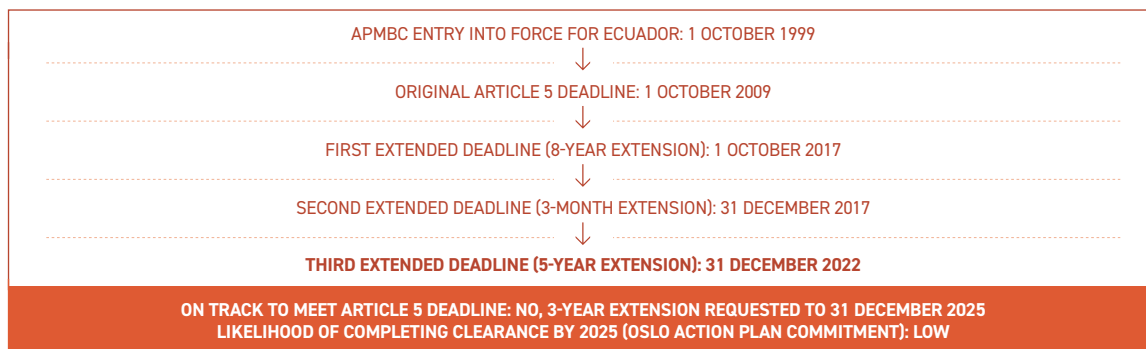 APMBC ENTRY INTO FORCE FOR ECUADOR: 1 OCTOBER 1999
ORIGINAL ARTICLE 5 DEADLINE: 1 OCTOBER 2009
FIRST EXTENDED DEADLINE (8-YEAR EXTENSION): 1 OCTOBER 2017
SECOND EXTENDED DEADLINE (3-MONTH EXTENSION): 31 DECEMBER 2017
THIRD EXTENDED DEADLINE (5-YEAR EXTENSION): 31 DECEMBER 2022
ON TRACK TO MEET ARTICLE 5 DEADLINE: NO, 3-YEAR EXTENSION REQUESTED TO 31 DECEMBER 2025
LIKELIHOOD OF COMPLETING CLEARANCE BY 2025 (OSLO ACTION PLAN COMMITMENT): LOW